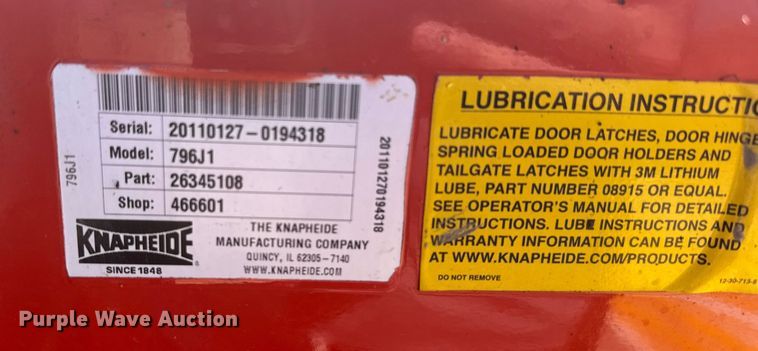 Serial: 20110127-0194318
Model: 796J1
Part: 26345108
Shop: 466601
796J1
201101270194318
KNAPHEIDE
SINCE 1848
THE KNAPHEIDE
MANUFACTURING COMPANY
QUINCY, IL 62305-7140
WWW.KNAPHEIDE.COM
LUBRICATION INSTRUCTIO
LUBRICATE DOOR LATCHES, DOOR HINGE
SPRING LOADED DOOR HOLDERS AND
TAILGATE LATCHES WITH 3M LITHIUM
LUBE, PART NUMBER 08915 OR EQUAL.
SEE OPERATOR'S MANUAL FOR DETAILED
INSTRUCTIONS. LUBE INSTRUCTIONS AND
WARRANTY INFORMATION CAN BE FOUND
AT WWW.KNAPHEIDE.COM/PRODUCTS.
DO NOT REMOVE
Purple Wave Auction